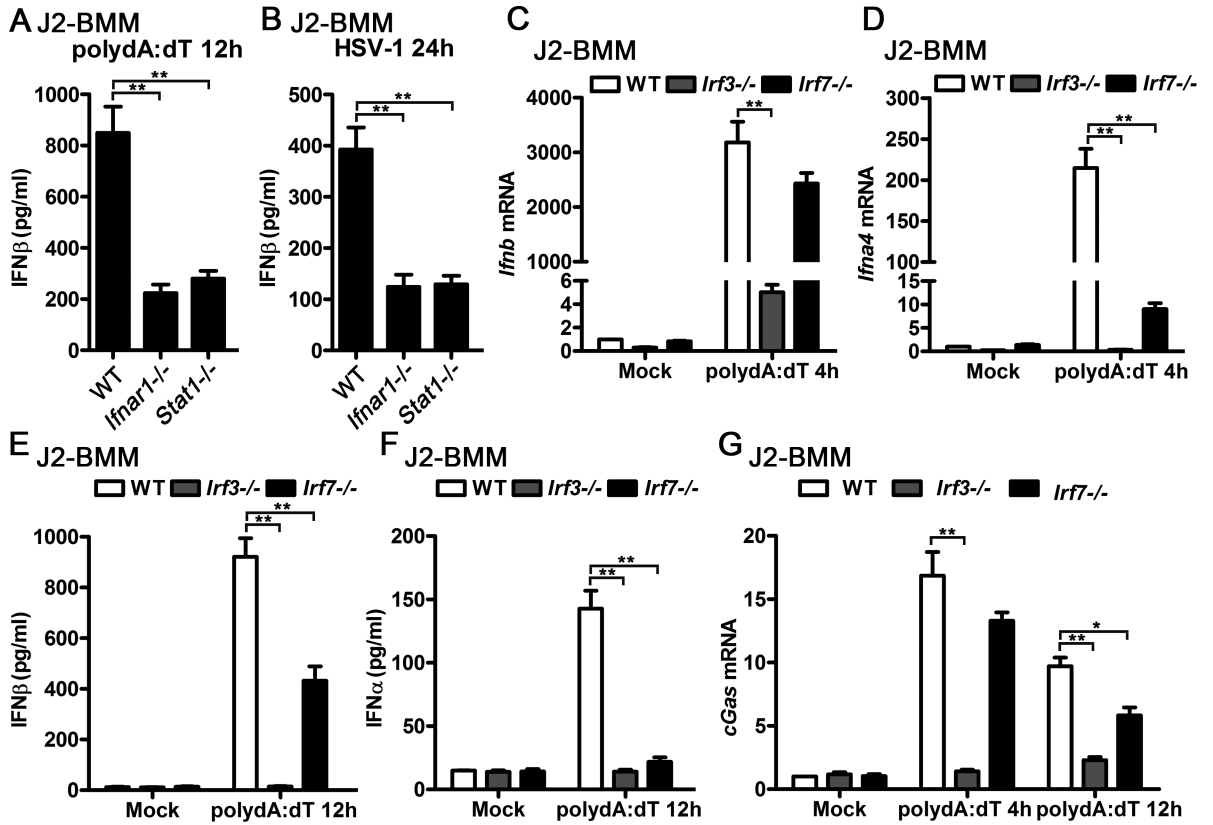 A J2-BMM
polydA:dT 12h
IFNβ (pg/ml)
1000
800
600
400
200
0
** 
**
WT
Ifnar1-/-
Stat1-/-
B J2-BMM
HSV-1 24h
IFNβ (pg/ml)
500
400
300
200
100
0
**
**
WT
Ifnar1-/-
Stat1-/-
C J2-BMM
WT Irf3-/- Irf7-/-
Ifnb mRNA
4000
3000
2000
1000
6
4
2
0
**
Mock polydA:dT 4h
D J2-BMM
WT Irf3-/- Irf7-/-
Ifna4 mRNA
300
250
200
150
100
50
15
10
5
0
**
**
Mock polydA:dT 4h
E J2-BMM
WT Irf3-/- Irf7-/-
IFNβ (pg/ml)
1000
800
600
400
200
0
**
**
Mock polydA:dT 12h
F J2-BMM
WT Irf3-/- Irf7-/-
IFNα (pg/ml)
200
150
100
50
0
**
**
Mock polydA:dT 12h
G J2-BMM
WT Irf3-/- Irf7-/-
cGas mRNA
20
15
10
5
0
**
*
**
Mock polydA:dT 4h polydA:dT 12h